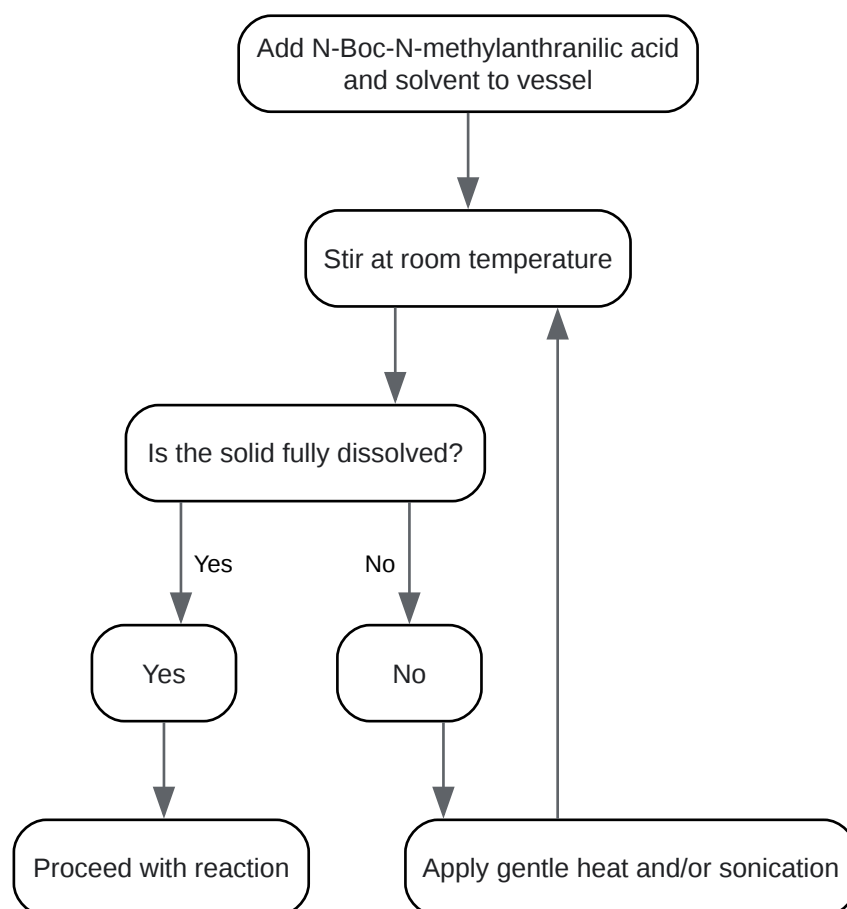 Add N-Boc-N-methylanthranilic acid
and solvent to vessel
Stir at room temperature
Is the solid fully dissolved?
Yes
No
Yes
No
Proceed with reaction
Apply gentle heat and/or sonication